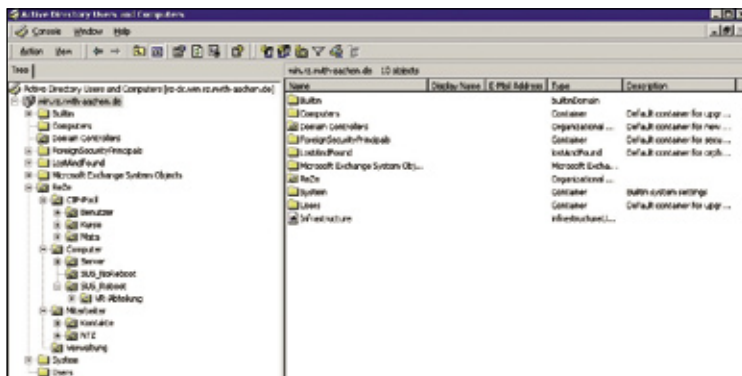 Active Directory Users and Computers
Console Window Help
Action View
Tree
win.rz.rwth-aachen.de 10 objects
Active Directory Users and Computers [rz-dc.win.rz.rwth-aachen.de]
win.rz.rwth-aachen.de
Builtin
Computers
Domain Controllers
ForeignSecurityPrincipals
LostAndFound
Microsoft Exchange System Objects
ReZe
CIP-Pool
Benutzer
Kurse
Computer
Server
SUS_NoReboot
SUS_Reboot
VR-Abteilung
Mitarbeiter
Kontakte
NTZ
Verwaltung
System
Users
Name Display Name E-Mail Address Type Description
Builtin builtinDomain
Computers Container Default container for upgr...
Domain Controllers Organizational ... Default container for new ...
ForeignSecurityPrincipals Container Default container for secu...
LostAndFound lostAndFound Default container for orph...
Microsoft Exchange System Obj... Microsoft Excha...
ReZe Organizational ...
System Container Builtin system settings
Users Container Default container for upgr...
Infrastructure infrastructureU...